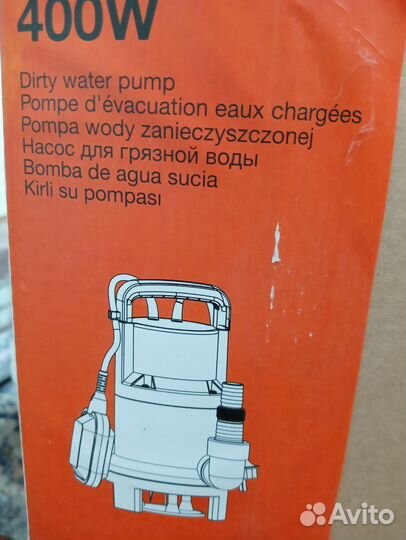 400W
Dirty water pump
Pompe d'évacuation eaux chargées
Pompa wody zanieczyszczonej
Насос для грязной воды
Bomba de agua sucia
Kirli su pompası
Avito